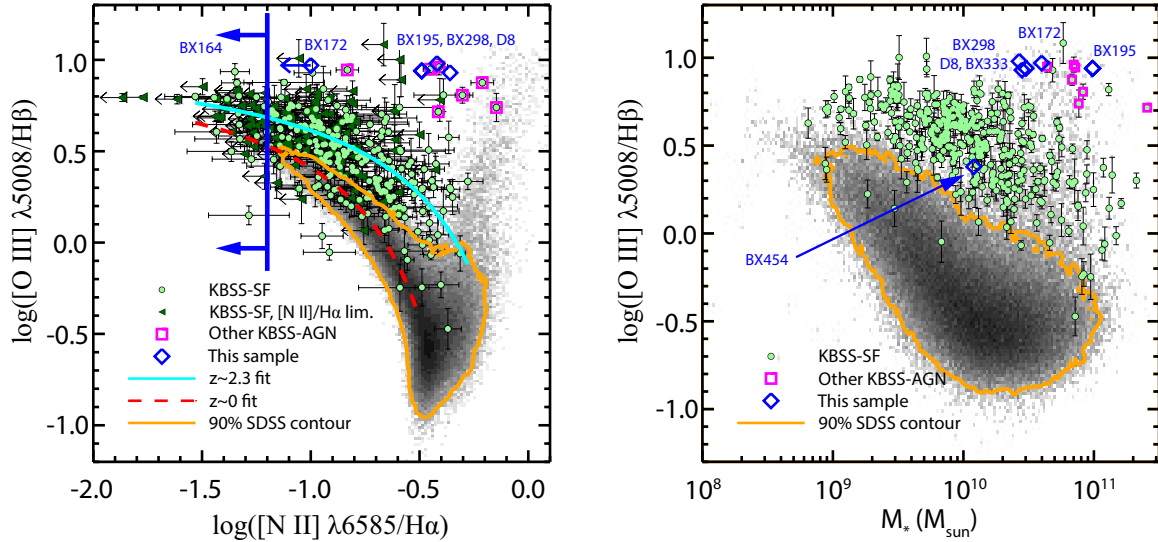 BX164
BX172
BX195, BX298, D8
1.0
0.5
0.0
-0.5
-1.0
log([O III] λ5008/Hβ)
KBSS-SF
KBSS-SF, [N II]/Hα lim.
Other KBSS-AGN
This sample
z~2.3 fit
z~0 fit
90% SDSS contour
-2.0
-1.5
-1.0
-0.5
0.0
log([N II] λ6585/Hα)
BX172
BX298
BX195
D8, BX333
1.0
0.5
0.0
-0.5
-1.0
log([O III] λ5008/Hβ)
BX454
KBSS-SF
Other KBSS-AGN
This sample
90% SDSS contour
10⁸
10⁹
10¹⁰
10¹¹
M* (Msun)